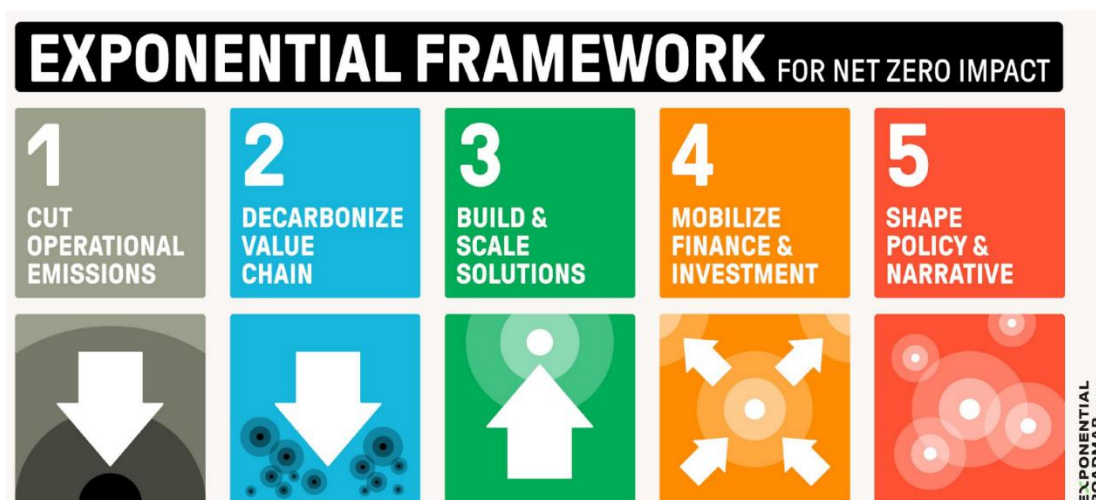 EXPONENTIAL FRAMEWORK FOR NET ZERO IMPACT
1
CUT
OPERATIONAL
EMISSIONS
2
DECARBONIZE
VALUE
CHAIN
3
BUILD &
SCALE
SOLUTIONS
4
MOBILIZE
FINANCE &
INVESTMENT
5
SHAPE
POLICY &
NARRATIVE
EXPONENTIAL
ROADMAP